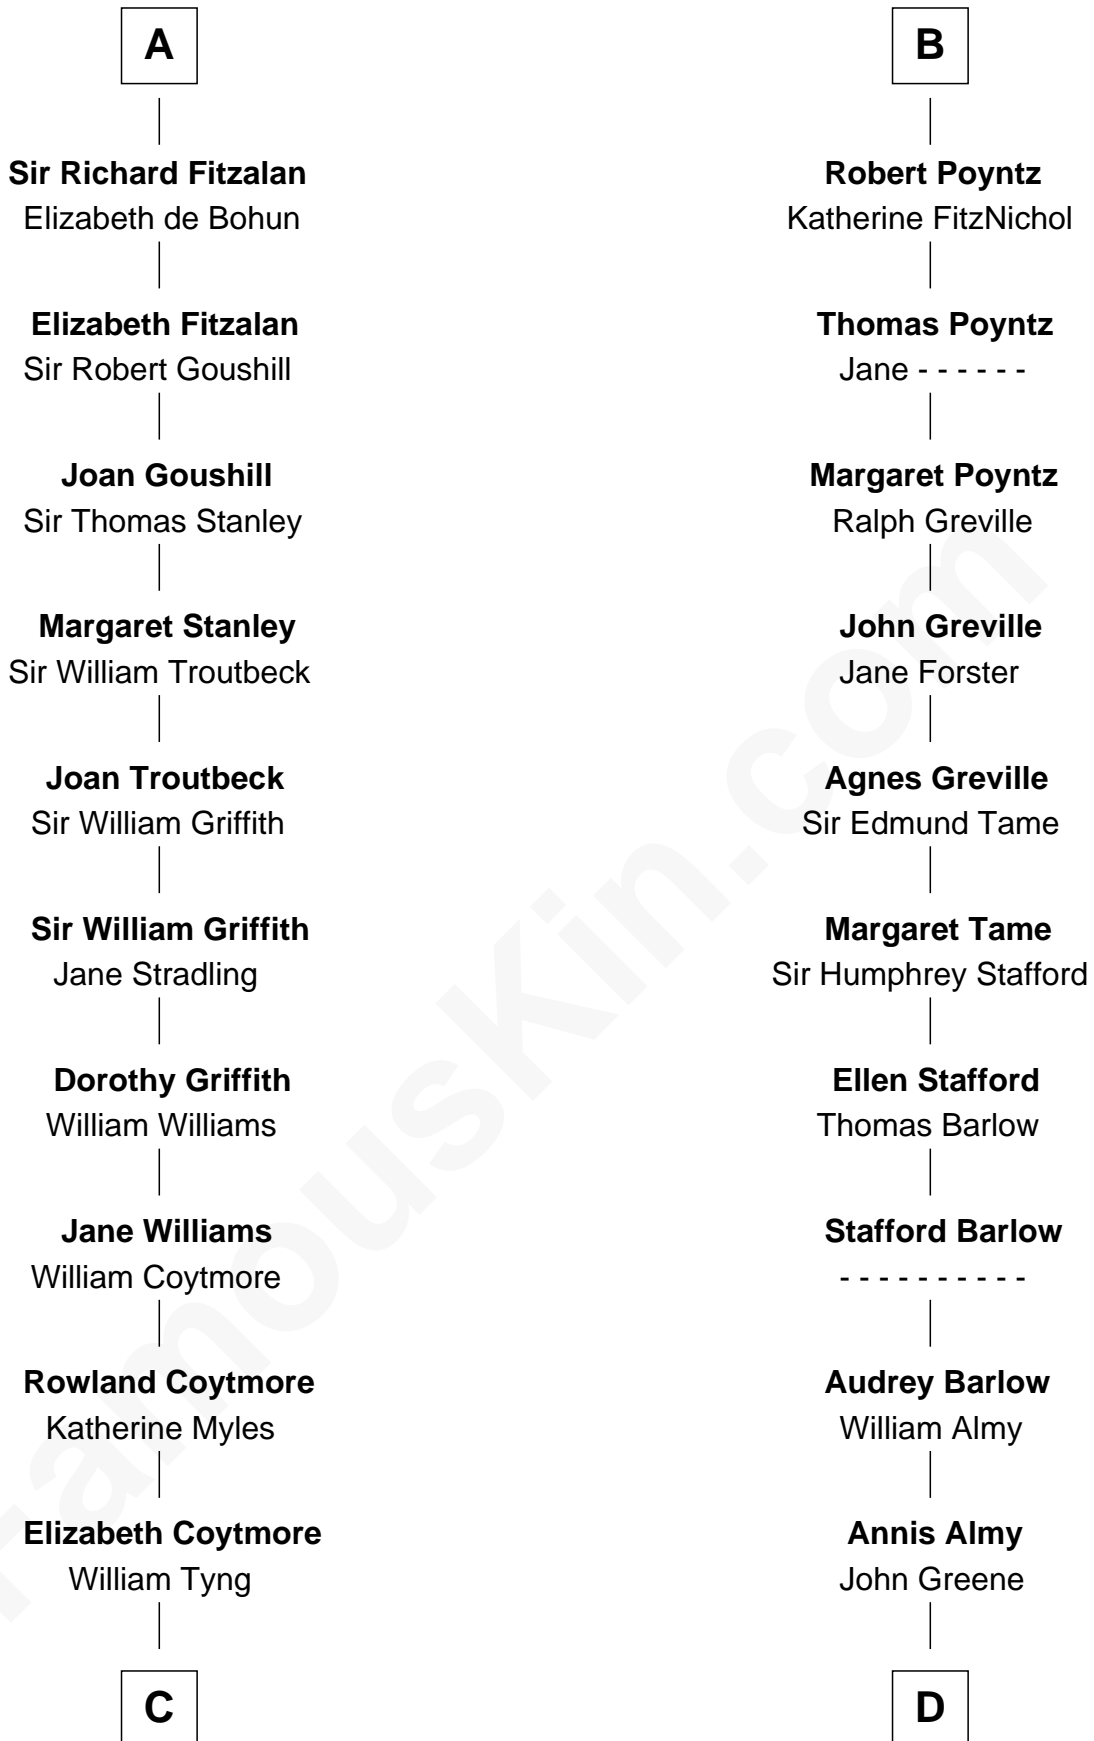 A
Sir Richard Fitzalan
Elizabeth de Bohun
Elizabeth Fitzalan
Sir Robert Goushill
Joan Goushill
Sir Thomas Stanley
Margaret Stanley
Sir William Troutbeck
Joan Troutbeck
Sir William Griffith
Sir William Griffith
Jane Stradling
Dorothy Griffith
William Williams
Jane Williams
William Coytmore
Rowland Coytmore
Katherine Myles
Elizabeth Coytmore
William Tyng
C
B
Robert Poyntz
Katherine FitzNichol
Thomas Poyntz
Jane - - - - - -
Margaret Poyntz
Ralph Greville
John Greville
Jane Forster
Agnes Greville
Sir Edmund Tame
Margaret Tame
Sir Humphrey Stafford
Ellen Stafford
Thomas Barlow
Stafford Barlow
- - - - - - - - - -
Audrey Barlow
William Almy
Annis Almy
John Greene
D
FamousKin.com